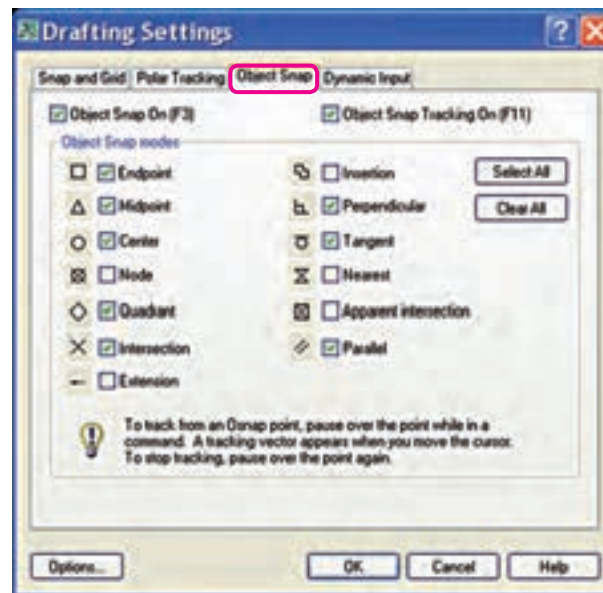 Drafting Settings
Snap and Grid Polar Tracking Object Snap Dynamic Input
Object Snap On (F3)
Object Snap Tracking On (F11)
Object Snap modes
Endpoint
Midpoint
Center
Node
Quadrant
Intersection
Extension
Insertion
Perpendicular
Tangent
Nearest
Apparent intersection
Parallel
Select All
Clear All
To track from an Osnap point, pause over the point while in a
command. A tracking vector appears when you move the cursor.
To stop tracking, pause over the point again.
Options... OK Cancel Help